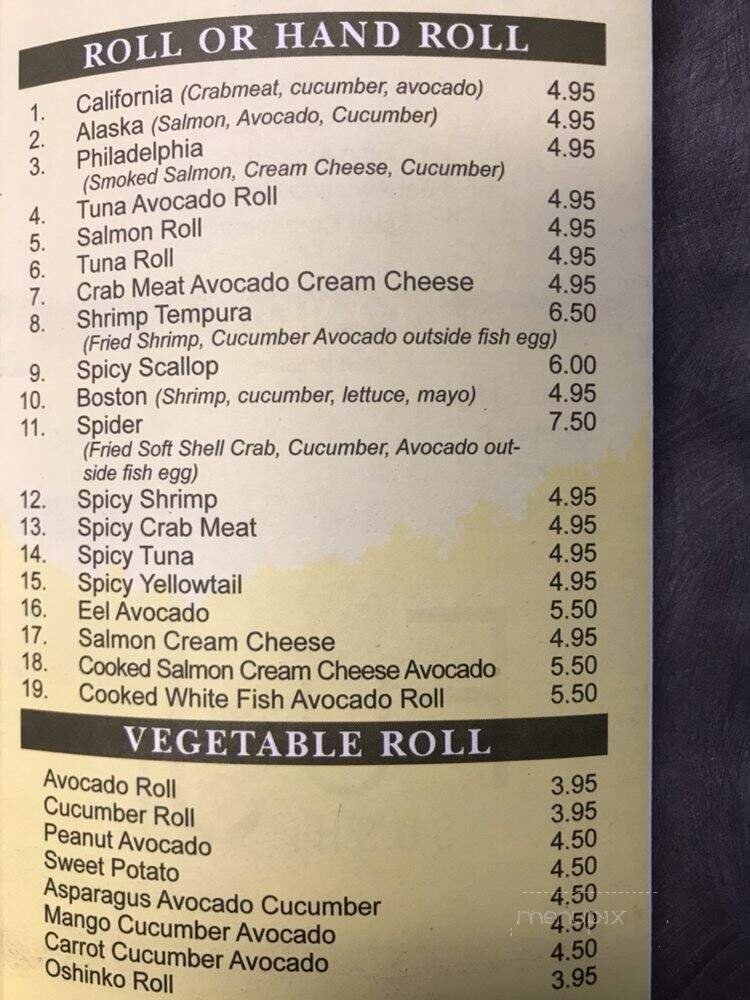 ROLL OR HAND ROLL
1. California (Crabmeat, cucumber, avocado) 4.95
2. Alaska (Salmon, Avocado, Cucumber) 4.95
3. Philadelphia 4.95
(Smoked Salmon, Cream Cheese, Cucumber)
4. Tuna Avocado Roll 4.95
5. Salmon Roll 4.95
6. Tuna Roll 4.95
7. Crab Meat Avocado Cream Cheese 4.95
8. Shrimp Tempura 6.50
(Fried Shrimp, Cucumber Avocado outside fish egg)
9. Spicy Scallop 6.00
10. Boston (Shrimp, cucumber, lettuce, mayo) 4.95
11. Spider 7.50
(Fried Soft Shell Crab, Cucumber, Avocado out-
side fish egg)
12. Spicy Shrimp 4.95
13. Spicy Crab Meat 4.95
14. Spicy Tuna 4.95
15. Spicy Yellowtail 4.95
16. Eel Avocado 5.50
17. Salmon Cream Cheese 4.95
18. Cooked Salmon Cream Cheese Avocado 5.50
19. Cooked White Fish Avocado Roll 5.50
VEGETABLE ROLL
Avocado Roll 3.95
Cucumber Roll 3.95
Peanut Avocado 4.50
Sweet Potato 4.50
Asparagus Avocado Cucumber 4.50
Mango Cucumber Avocado 4.50
Carrot Cucumber Avocado 4.50
Oshinko Roll 3.95
menupix